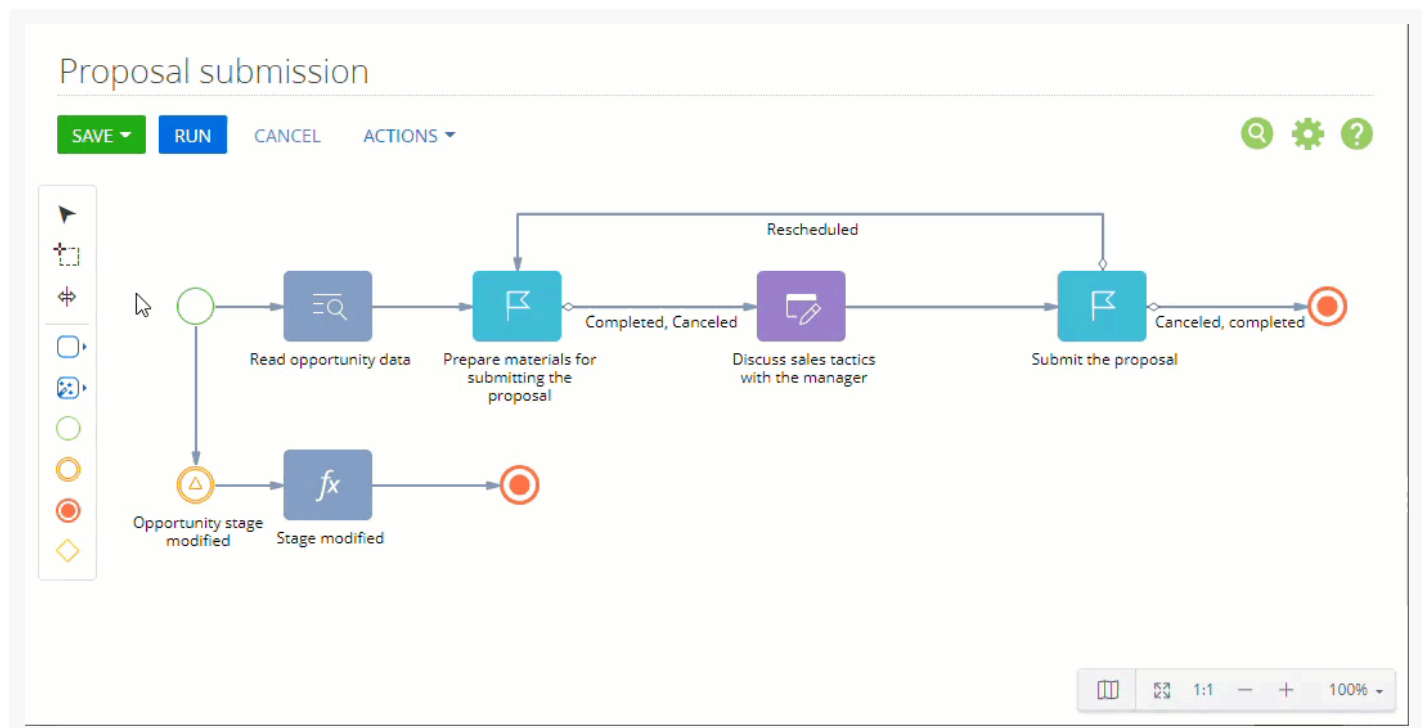 Proposal submission
SAVE
RUN
CANCEL
ACTIONS
?
Rescheduled
Completed, Canceled
Canceled, completed
Read opportunity data
Prepare materials for
submitting the
proposal
Discuss sales tactics
with the manager
Submit the proposal
fx
Opportunity stage
modified
Stage modified
1:1
100%